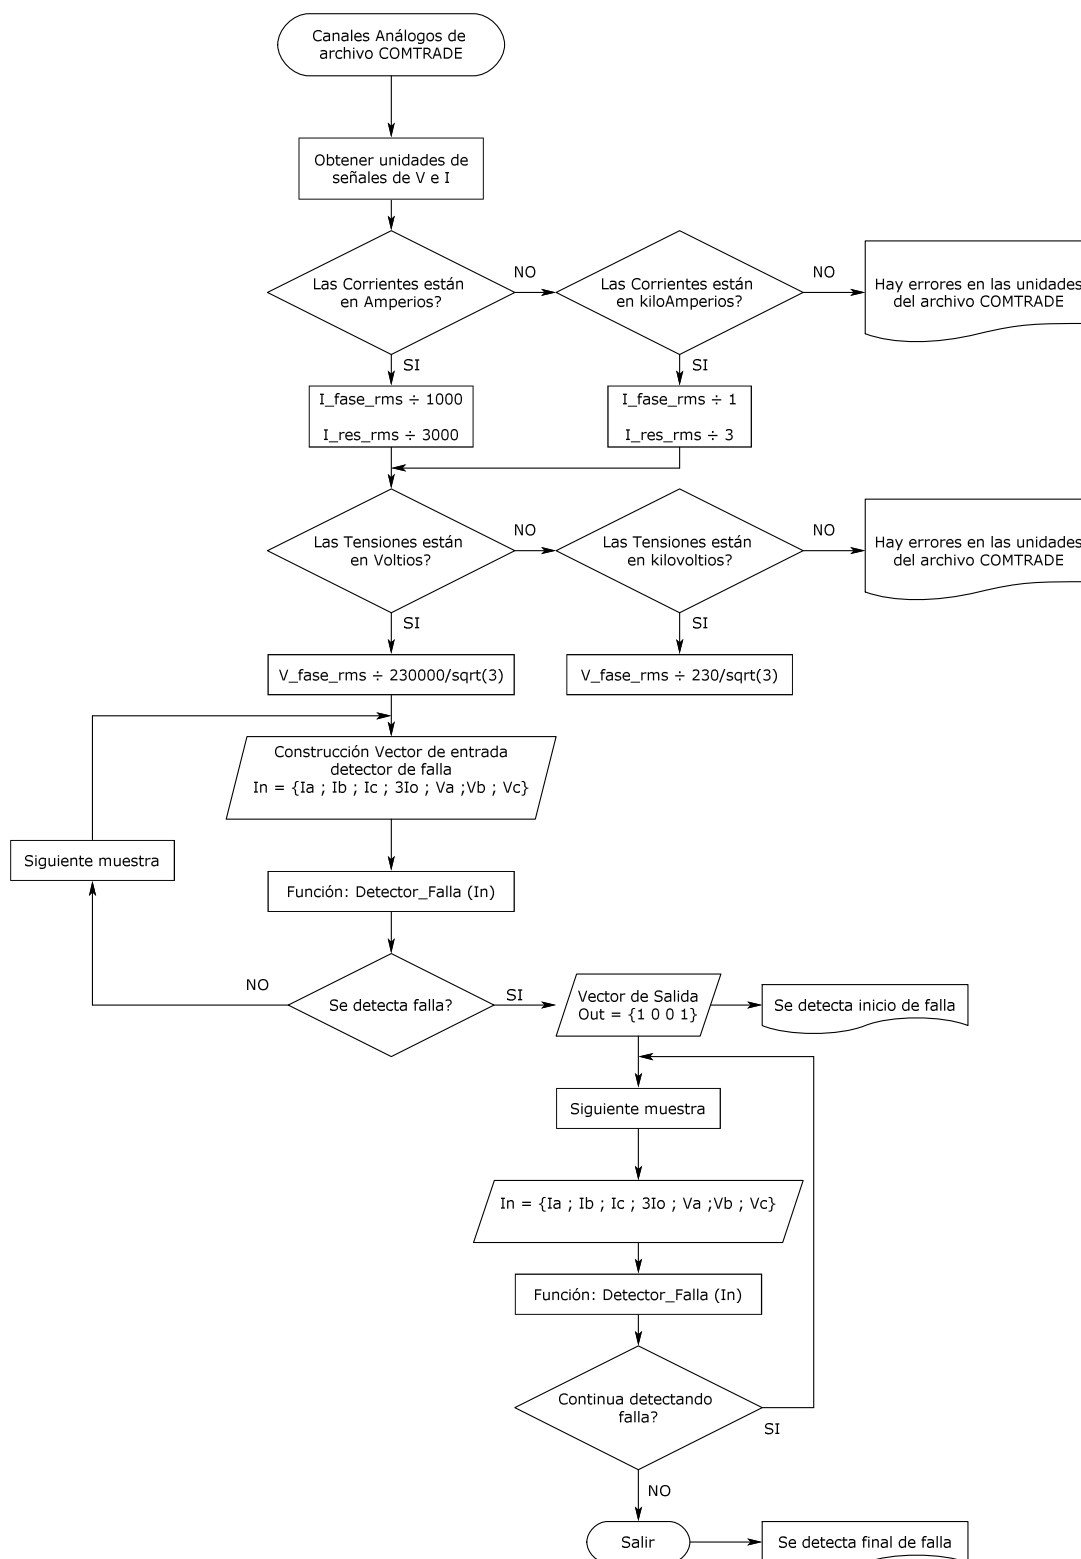 Canales Análogos de
archivo COMTRADE
Obtener unidades de
señales de V e I
Las Corrientes están
en Amperios?
NO
Las Corrientes están
en kiloAmperios?
NO
Hay errores en las unidades
del archivo COMTRADE
SI
SI
I_fase_rms ÷ 1000
I_res_rms ÷ 3000
I_fase_rms ÷ 1
I_res_rms ÷ 3
Las Tensiones están
en Voltios?
NO
Las Tensiones están
en kilovoltios?
NO
Hay errores en las unidades
del archivo COMTRADE
SI
SI
V_fase_rms ÷ 230000/sqrt(3)
V_fase_rms ÷ 230/sqrt(3)
Construcción Vector de entrada
detector de falla
In = {Ia ; Ib ; Ic ; 3Io ; Va ;Vb ; Vc}
Siguiente muestra
Función: Detector_Falla (In)
NO
Se detecta falla?
SI
Vector de Salida
Out = {1 0 0 1}
Se detecta inicio de falla
Siguiente muestra
In = {Ia ; Ib ; Ic ; 3Io ; Va ;Vb ; Vc}
Función: Detector_Falla (In)
Continua detectando
falla?
SI
NO
Salir
Se detecta final de falla